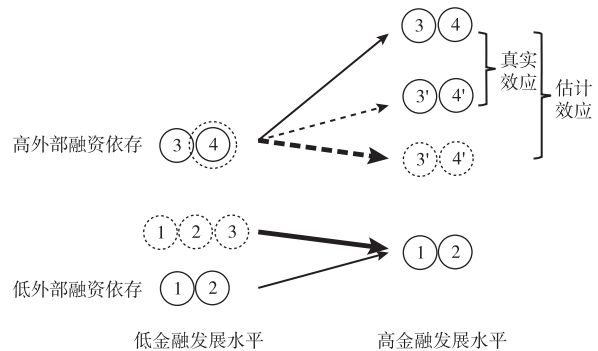 3 4
真实
效应
估计
效应
3' 4'
高外部融资依存
3 4
3' 4'
1 2 3
1 2
低外部融资依存
1 2
低金融发展水平
高金融发展水平